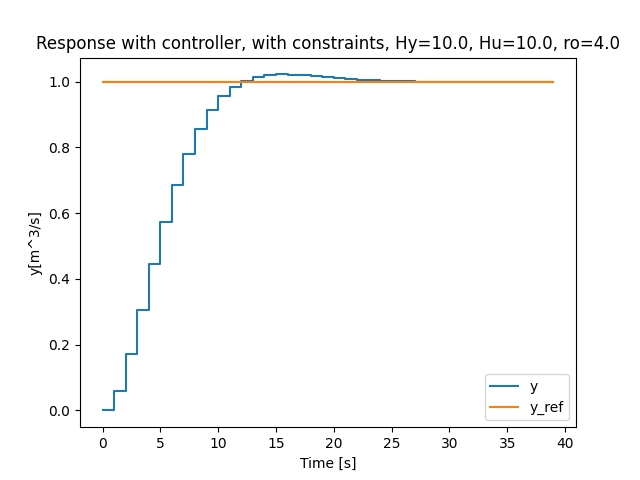 Response with controller, with constraints, Hy=10.0, Hu=10.0, ro=4.0
1.0
0.8
0.6
0.4
0.2
0.0
y[m^3/s]
y
y_ref
0 5 10 15 20 25 30 35 40
Time [s]